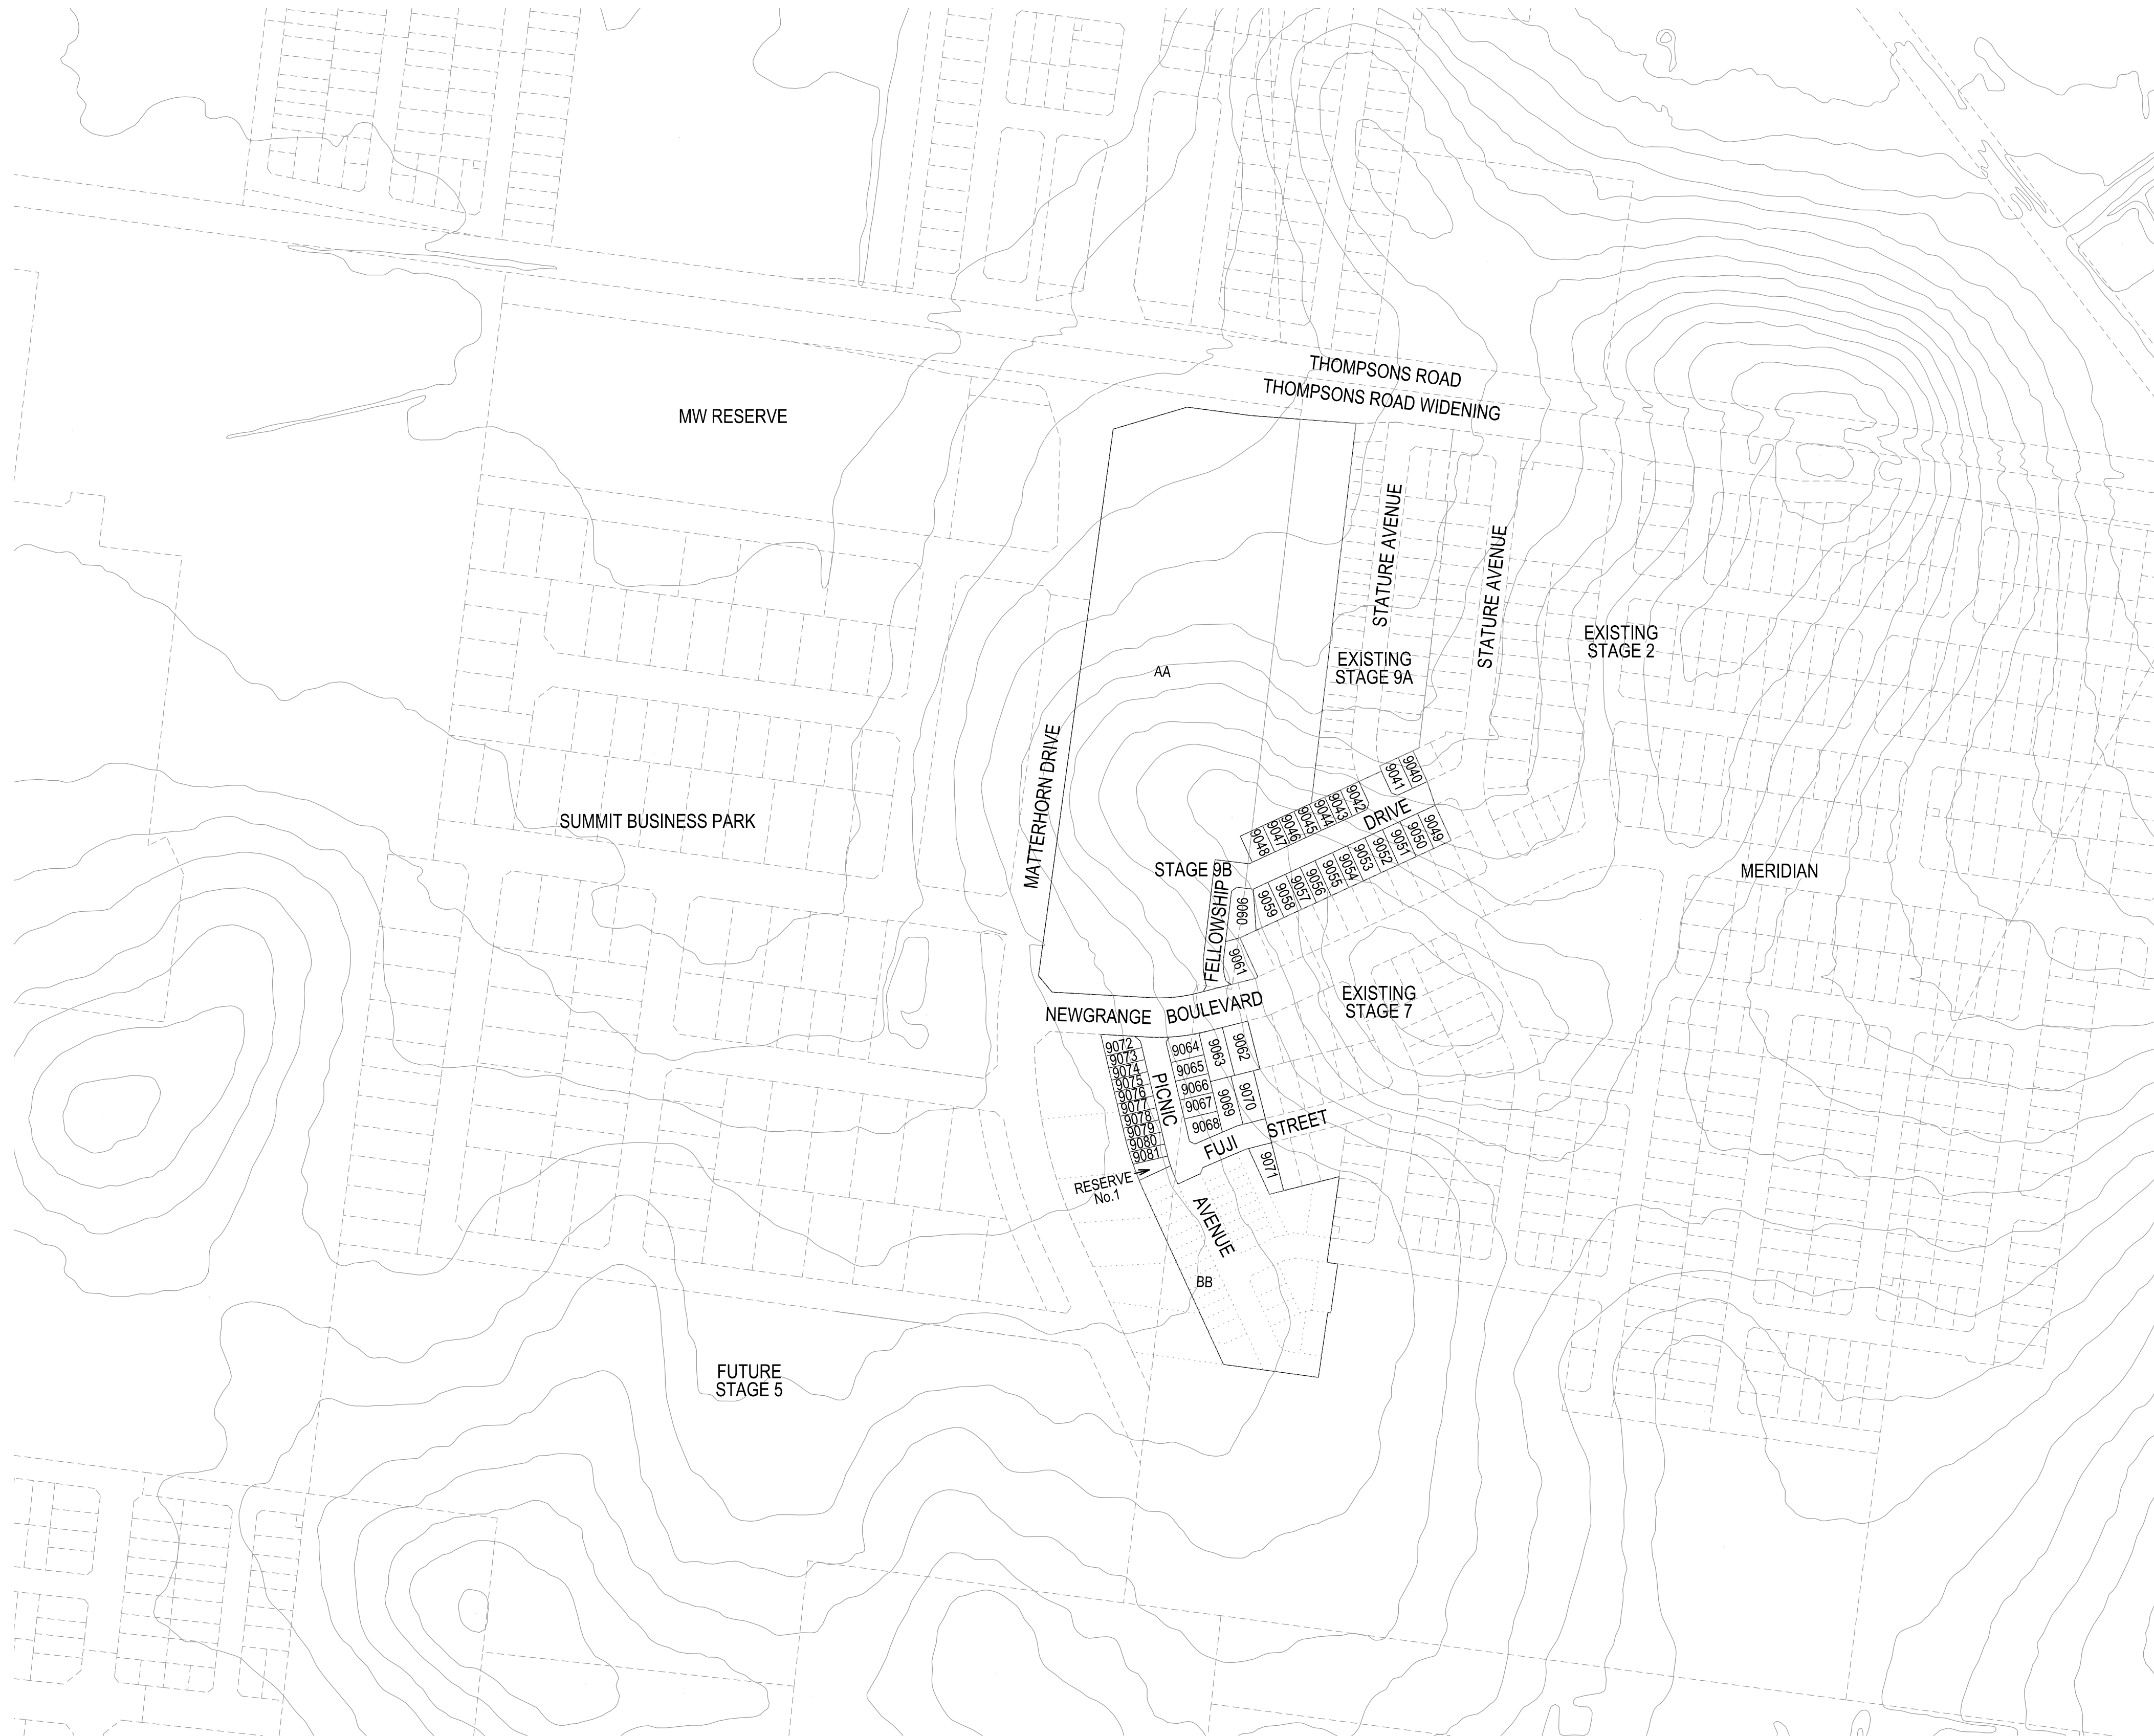 THOMPSONS ROAD
THOMPSONS ROAD WIDENING
MW RESERVE
STATURE AVENUE
STATURE AVENUE
EXISTING
STAGE 2
EXISTING
STAGE 9A
AA
MATTERHORN DRIVE
9040
9041
9042
9043
9044
9045
9046
9047
9048
DRIVE
SUMMIT BUSINESS PARK
9049
9050
9051
9052
9053
9054
9055
9056
9057
9058
9059
STAGE 9B
MERIDIAN
FELLOWSHIP
9060
9061
EXISTING
STAGE 7
NEWGRANGE BOULEVARD
9072
9073
9074
9075
9076
9077
9078
9079
9080
9081
PICNIC
9064
9065
9066
9067
9068
9063
9062
9069
9070
FUJI STREET
9071
RESERVE
No.1
AVENUE
BB
FUTURE
STAGE 5